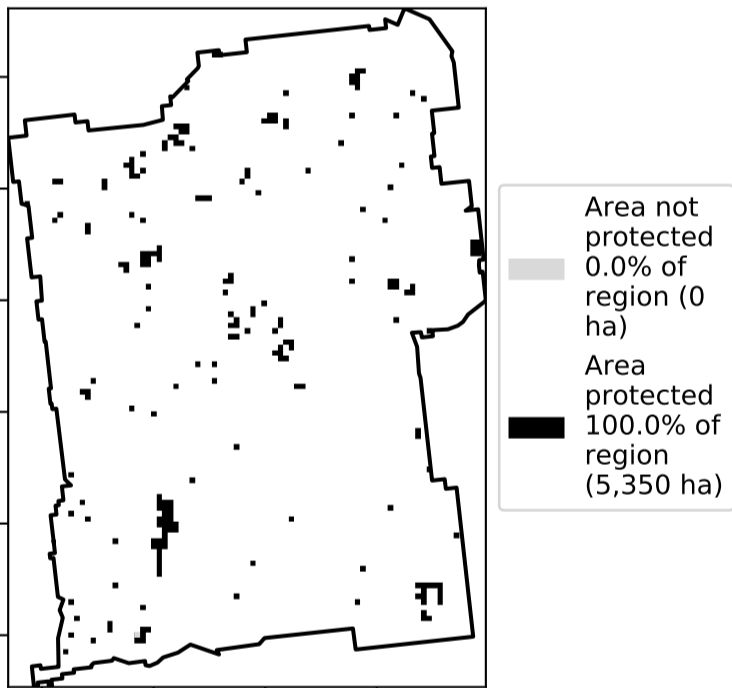 Area not
protected
0.0% of
region (0
ha)
Area
protected
100.0% of
region
(5,350 ha)